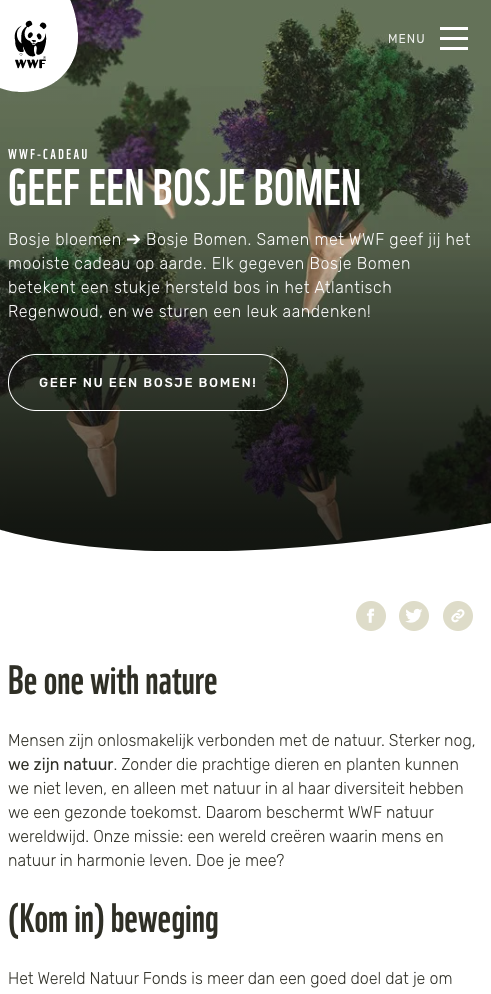 WWF
MENU
WWF-CADEAU
GEEF EEN BOSJE BOMEN
Bosje bloemen ➔ Bosje Bomen. Samen met WWF geef jij het
mooiste cadeau op aarde. Elk gegeven Bosje Bomen
betekent een stukje hersteld bos in het Atlantisch
Regenwoud, en we sturen een leuk aandenken!
GEEF NU EEN BOSJE BOMEN!
Be one with nature
Mensen zijn onlosmakelijk verbonden met de natuur. Sterker nog,
we zijn natuur. Zonder die prachtige dieren en planten kunnen
we niet leven, en alleen met natuur in al haar diversiteit hebben
we een gezonde toekomst. Daarom beschermt WWF natuur
wereldwijd. Onze missie: een wereld creëren waarin mens en
natuur in harmonie leven. Doe je mee?
(Kom in) beweging
Het Wereld Natuur Fonds is meer dan een goed doel dat je om